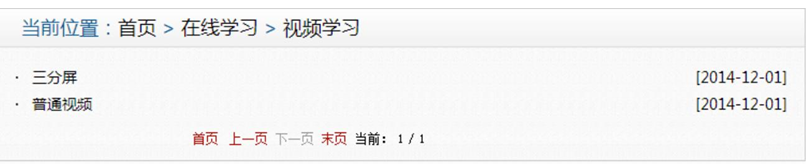 当前位置：首页 > 在线学习 > 视频学习
· 三分屏 [2014-12-01]
· 普通视频 [2014-12-01]
首页 上一页 下一页 末页 当前: 1 / 1